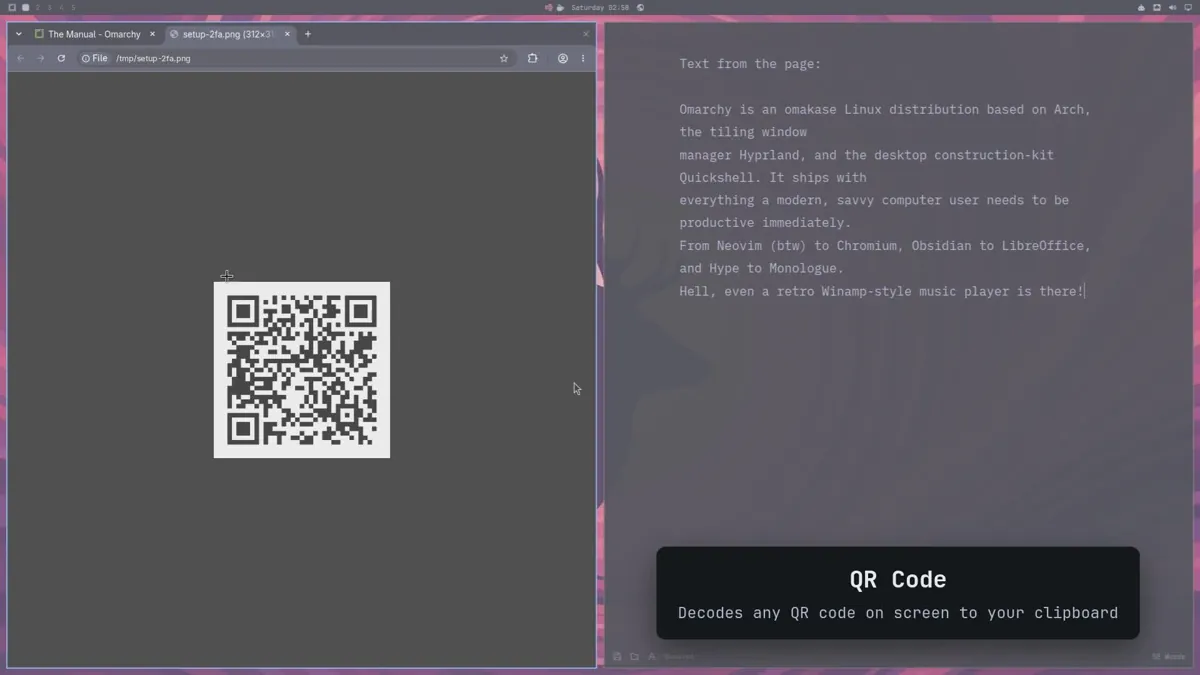 2 3 4 5
Saturday 02:58
The Manual - Omarchy
setup-2fa.png (312×31
File
/tmp/setup-2fa.png
Text from the page:
Omarchy is an omakase Linux distribution based on Arch,
the tiling window
manager Hyprland, and the desktop construction-kit
Quickshell. It ships with
everything a modern, savvy computer user needs to be
productive immediately.
From Neovim (btw) to Chromium, Obsidian to LibreOffice,
and Hype to Monologue.
Hell, even a retro Winamp-style music player is there!
QR Code
Decodes any QR code on screen to your clipboard